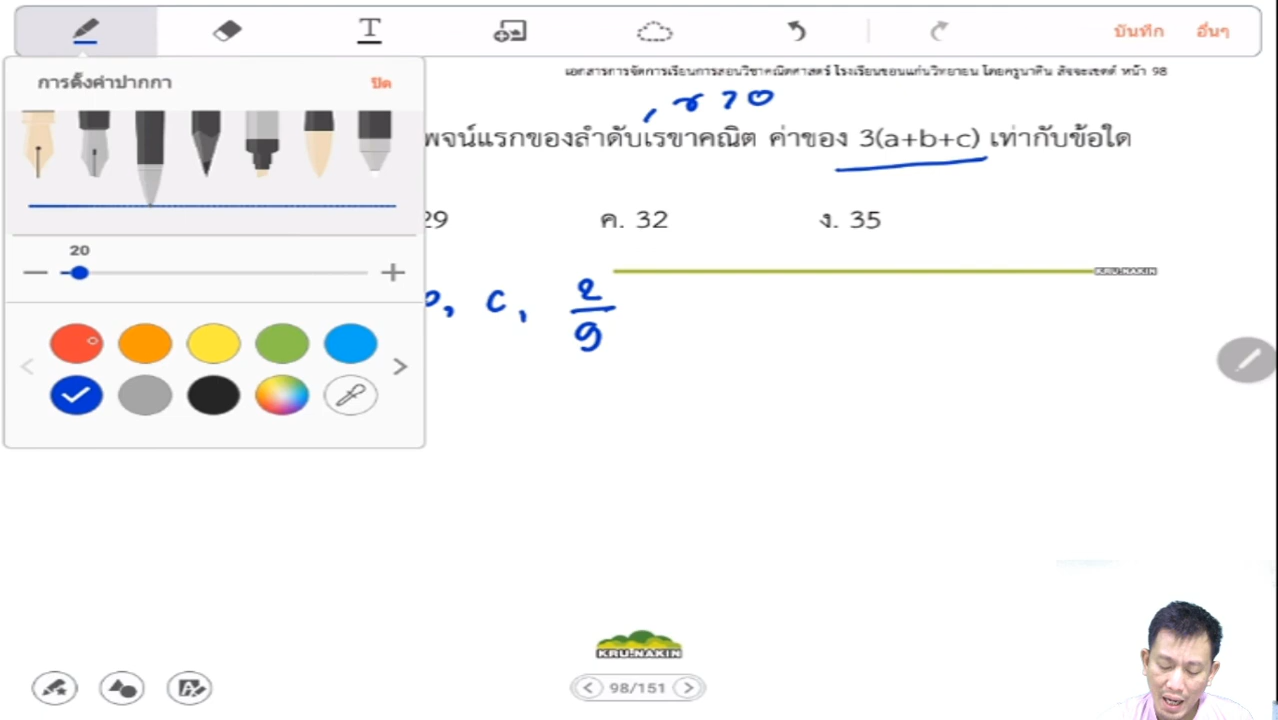 T
บันทึก อื่นๆ
การตั้งค่าปากกา ปิด
เอกสารการจัดการเรียนการสอนวิชาคณิตศาสตร์ โรงเรียนขอนแก่นวิทยายน โดยครูนาคิน สัจจะเขตต์ หน้า 98
, r > 0
พจน์แรกของลำดับเรขาคณิต ค่าของ 3(a+b+c) เท่ากับข้อใด
29 ค. 32 ง. 35
20
KRU.NAKIN
b, c, 2/9
KRU.NAKIN
98/151